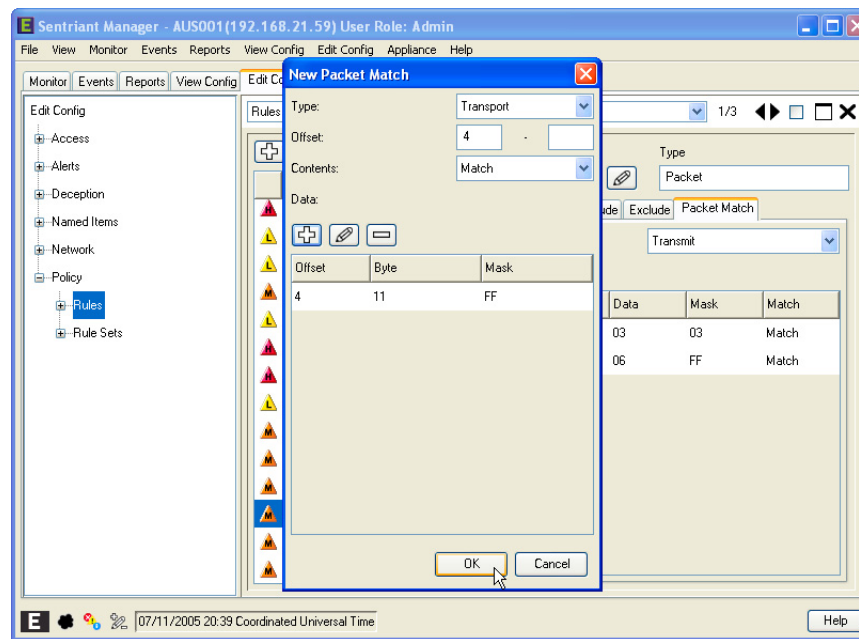 E Sentriant Manager - AUS001(192.168.21.59) User Role: Admin
File View Monitor Events Reports View Config Edit Config Appliance Help
Monitor Events Reports View Config Edit Co
Edit Config
Access
Alerts
Deception
Named Items
Network
Policy
Rules
Rule Sets
Rules
1/3
Type
Packet
ude Exclude Packet Match
Transmit
Data Mask Match
03 03 Match
06 FF Match
H
L
L
M
L
H
H
L
M
M
M
M
M
M
New Packet Match
Type: Transport
Offset: 4 -
Contents: Match
Data:
Offset Byte Mask
4 11 FF
OK Cancel
E 07/11/2005 20:39 Coordinated Universal Time Help